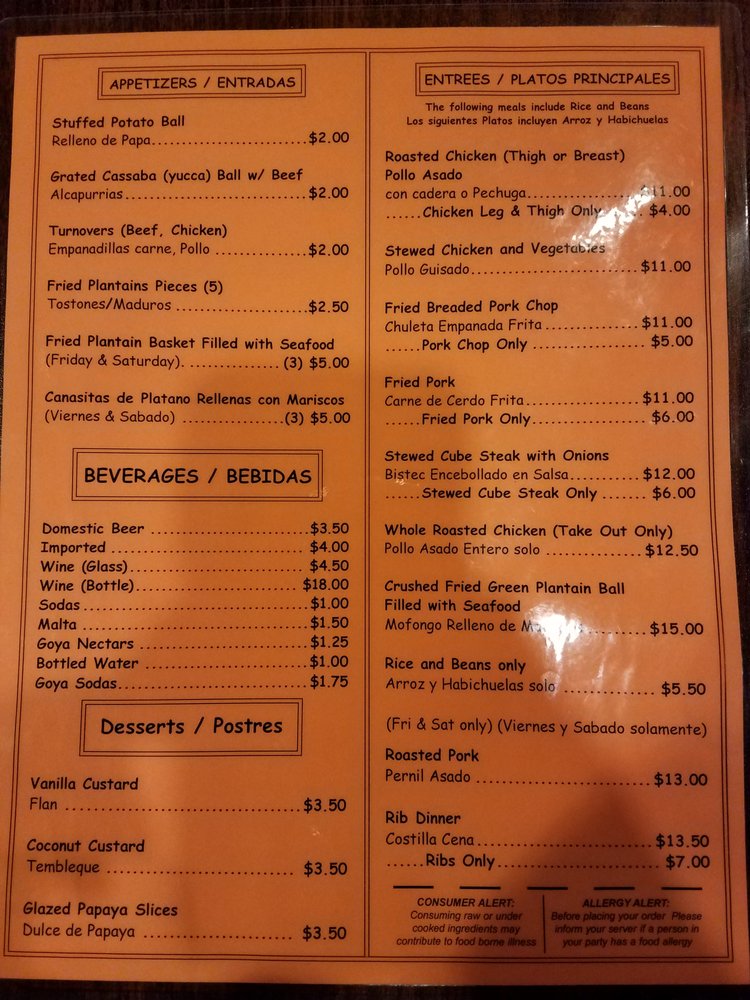 APPETIZERS / ENTRADAS
Stuffed Potato Ball
Relleno de Papa.....................$2.00
Grated Cassaba (yucca) Ball w/ Beef
Alcapurrias..........................$2.00
Turnovers (Beef, Chicken)
Empanadillas carne, Pollo .............$2.00
Fried Plantains Pieces (5)
Tostones/Maduros ...................$2.50
Fried Plantain Basket Filled with Seafood
(Friday & Saturday). ............... (3) $5.00
Canasitas de Platano Rellenas con Mariscos
(Viernes & Sabado) .................(3) $5.00
BEVERAGES / BEBIDAS
Domestic Beer ......................$3.50
Imported ............................$4.00
Wine (Glass).........................$4.50
Wine (Bottle)....................... $18.00
Sodas ................................$1.00
Malta ................................$1.50
Goya Nectars ........................$1.25
Bottled Water .......................$1.00
Goya Sodas...........................$1.75
Desserts / Postres
Vanilla Custard
Flan .................................$3.50
Coconut Custard
Tembleque ........................... $3.50
Glazed Papaya Slices
Dulce de Papaya ..................... $3.50
ENTREES / PLATOS PRINCIPALES
The following meals include Rice and Beans
Los siguientes Platos incluyen Arroz y Habichuelas
Roasted Chicken (Thigh or Breast)
Pollo Asado
con cadera o Pechuga................ $11.00
......Chicken Leg & Thigh Only ..... $4.00
Stewed Chicken and Vegetables
Pollo Guisado........................$11.00
Fried Breaded Pork Chop
Chuleta Empanada Frita ..............$11.00
......Pork Chop Only ............... $5.00
Fried Pork
Carne de Cerdo Frita.................$11.00
......Fried Pork Only............... $6.00
Stewed Cube Steak with Onions
Bistec Encebollado en Salsa..........$12.00
......Stewed Cube Steak Only ....... $6.00
Whole Roasted Chicken (Take Out Only)
Pollo Asado Entero solo ..............$12.50
Crushed Fried Green Plantain Ball
Filled with Seafood
Mofongo Relleno de ......... $15.00
Rice and Beans only
Arroz y Habichuelas solo ............. $5.50
(Fri & Sat only) (Viernes y Sabado solamente)
Roasted Pork
Pernil Asado ........................ $13.00
Rib Dinner
Costilla Cena........................$13.50
......Ribs Only..................... $7.00
CONSUMER ALERT:
Consuming raw or under
cooked ingredients may
contribute to food borne illness
ALLERGY ALERT:
Before placing your order Please
inform your server if a person in
your party has a food allergy